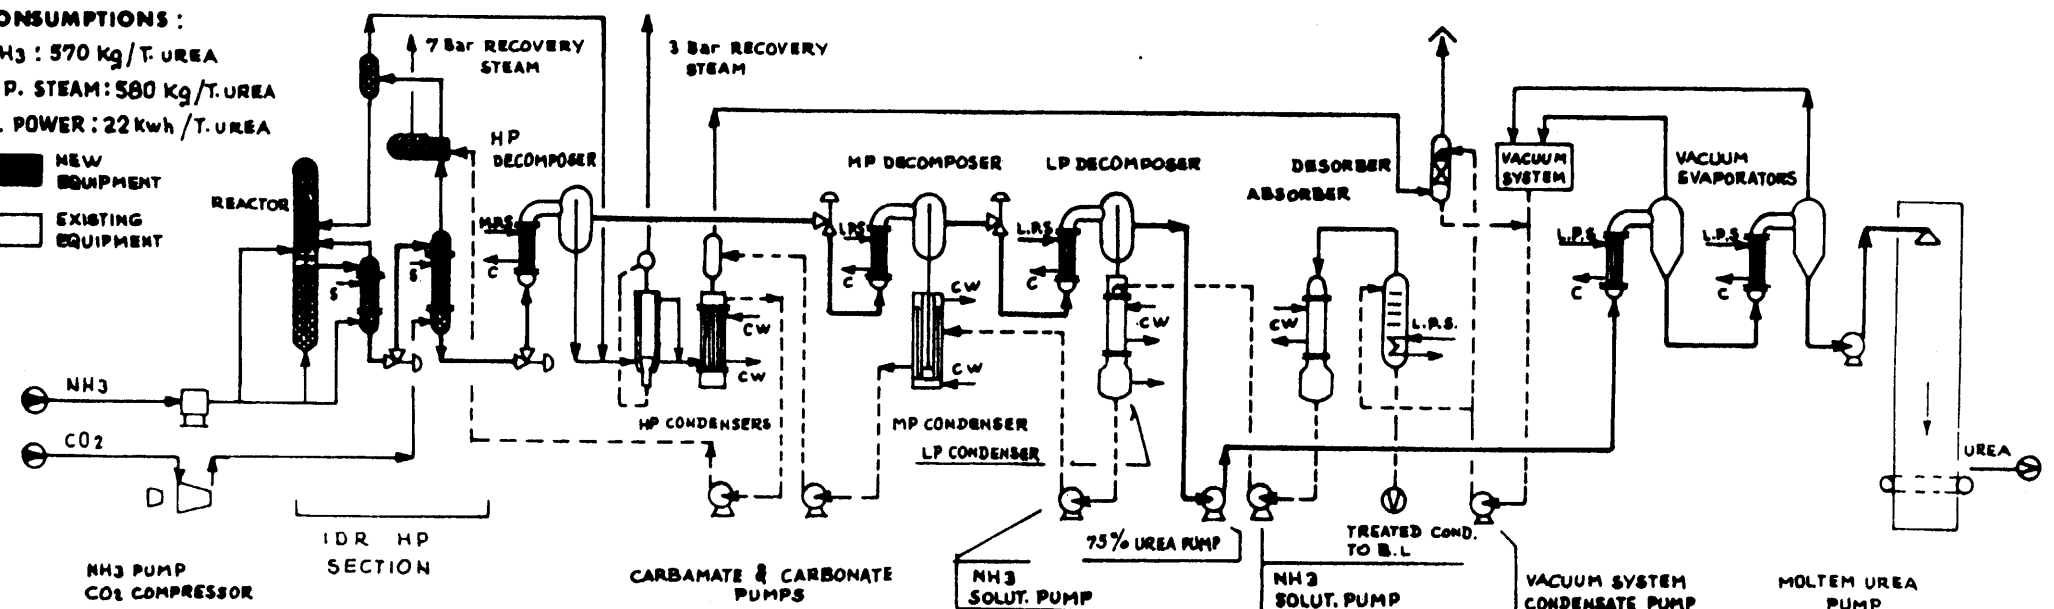 ONSUMPTIONS :
H3 : 570 Kg/T. UREA
P. STEAM : 580 Kg/T. UREA
. POWER : 22 Kwh/T. UREA
NEW
EQUIPMENT
EXISTING
EQUIPMENT
REACTOR
7 Bar RECOVERY
STEAM
3 Bar RECOVERY
STEAM
HP
DECOMPOSER
MP DECOMPOSER
LP DECOMPOSER
DESORBER
ABSORBER
VACUUM
SYSTEM
VACUUM
EVAPORATORS
M.P.S
L.P.S
L.P.S
L.P.S
L.P.S
L.P.S.
S
S
C
C
C
C
C
CW
CW
CW
CW
CW
CW
NH3
CO2
HP CONDENSERS
MP CONDENSER
LP CONDENSER
UREA
IDR HP
SECTION
75% UREA PUMP
TREATED COND.
TO B.L
NH3 PUMP
CO2 COMPRESSOR
CARBAMATE & CARBONATE
PUMPS
NH3
SOLUT. PUMP
NH3
SOLUT. PUMP
VACUUM SYSTEM
CONDENSATE PUMP
MOLTEM UREA
PUMP